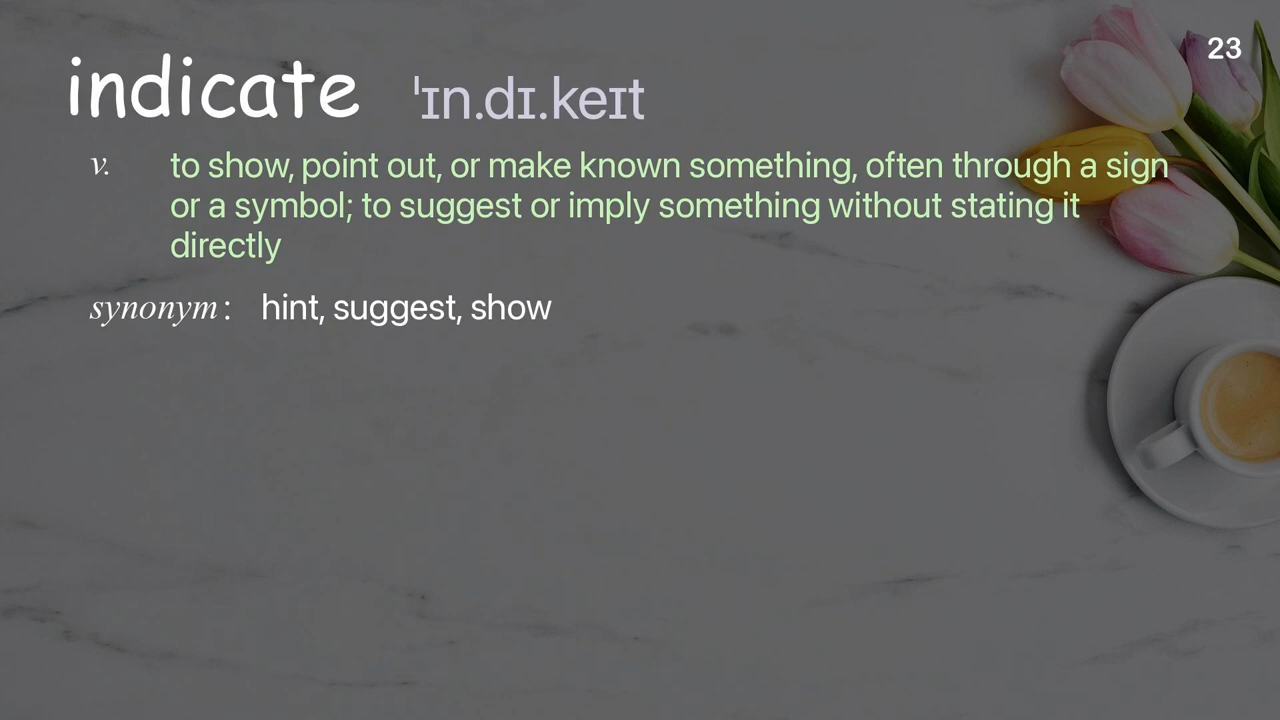 23
indicate ˈɪn.dɪ.keɪt
v. to show, point out, or make known something, often through a sign
or a symbol; to suggest or imply something without stating it
directly
synonym: hint, suggest, show